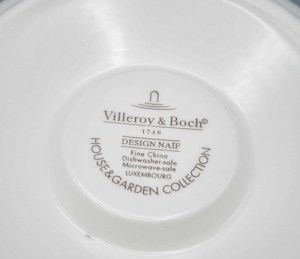 Villeroy & Boch©
1748
DESIGN NAIF
Fine China
Dishwasher-safe
Microwave-safe
LUXEMBOURG
HOUSE&GARDEN COLLECTION